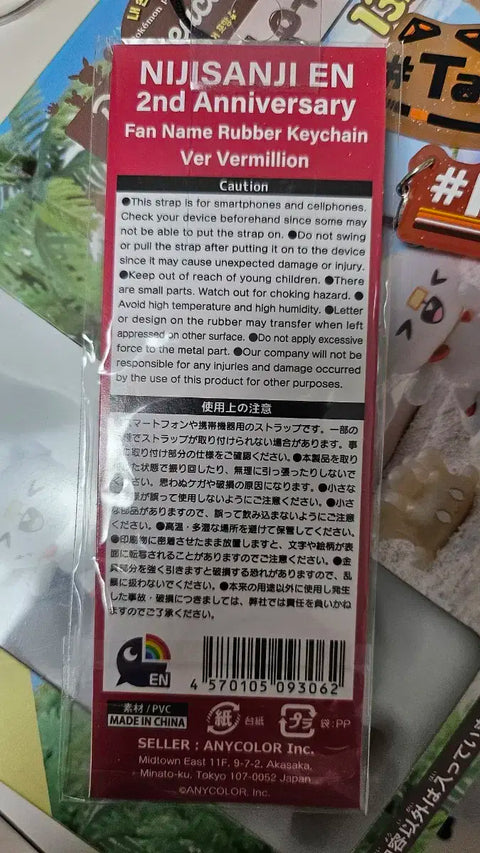 NIJISANJI EN
2nd Anniversary
Fan Name Rubber Keychain
Ver Vermillion
Caution
●This strap is for smartphones and cellphones.
Check your device beforehand since some may
not be able to put the strap on. ●Do not swing
or pull the strap after putting it on to the device
since it may cause unexpected damage or injury.
●Keep out of reach of young children. ●There
are small parts. Watch out for choking hazard. ●
Avoid high temperature and high humidity. ●Letter
or design on the rubber may transfer when left
appressed on other surface. ●Do not apply excessive
force to the metal part. ●Our company will not be
responsible for any injuries and damage occurred
by the use of this product for other purposes.
使用上の注意
マートフォンや携帯機器用のストラップです。一部の
でストラップが取り付けられない場合があります。事
に取り付け部分の仕様をご確認ください。●本製品を取り
た状態で振り回したり、無理に引っ張ったりしないで
ください。思わぬケガや破損の原因になります。●小さな
様が誤って使用しないようにご注意ください。●小さ
な部品がありますので、誤って飲み込まないようにご注意
ください。●高温・多湿な場所を避けて保管してください。
●印刷物に密着させたまま放置しますと、文字や絵柄が表
面に転写されることがありますのでご注意ください。●金
具部分を強く引きますと破損する恐れがありますので、乱
暴に扱わないでください。●本来の用途以外に使用し発生
した事故・破損につきましては、弊社では責任を負いかね
ますのでご了承ください。
EN
4 570105 093062
素材/PVC
MADE IN CHINA
紙 台紙
プラ 袋:PP
SELLER : ANYCOLOR Inc.
Midtown East 11F, 9-7-2, Akasaka,
Minato-ku, Tokyo 107-0052 Japan
©ANYCOLOR, Inc.
#Ta
#
内容以外は入ってい